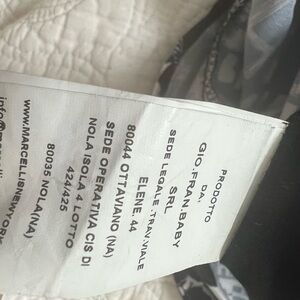 PRODOTTO
DA:
GIO.FRAN.BABY
SRL
SEDE LEGALE :TRAV.VIALE
ELENE, 44
80044 OTTAVIANO (NA)
SEDE OPERATIVA CIS DI
NOLA ISOLA 4 LOTTO
424/425
80035 NOLA(NA)
WWW.MARCELLISNEWYORK